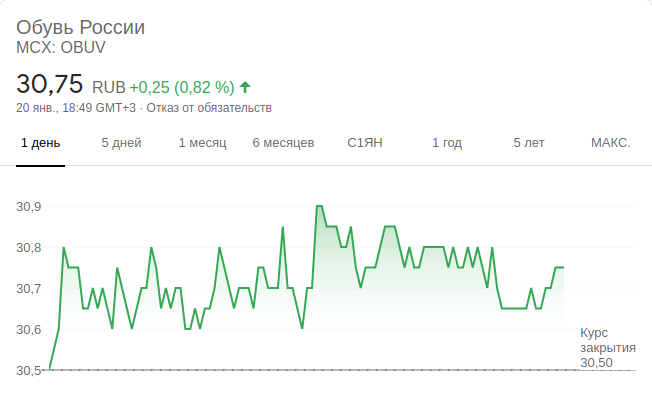 Обувь России
MCX: OBUV
30,75 RUB +0,25 (0,82 %)
20 янв., 18:49 GMT+3 · Отказ от обязательств
1 день 5 дней 1 месяц 6 месяцев С1ЯН 1 год 5 лет МАКС.
30,9
30,8
30,7
30,6
30,5
Курс
закрытия
30,50